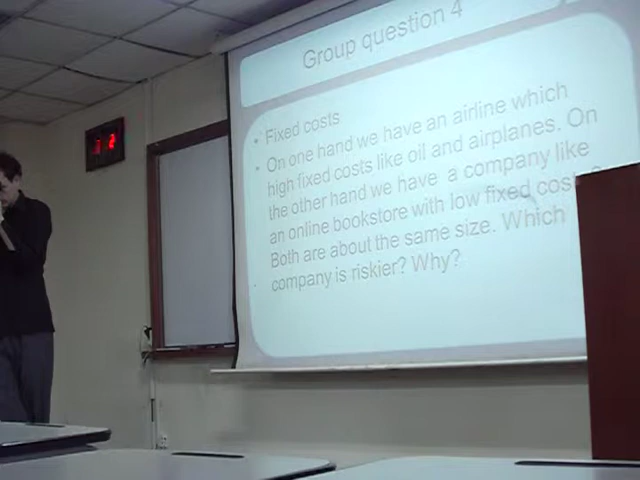 Group question 4
Fixed costs
On one hand we have an airline which
high fixed costs like oil and airplanes. On
the other hand we have a company like
an online bookstore with low fixed costs
Both are about the same size. Which
company is riskier? Why?